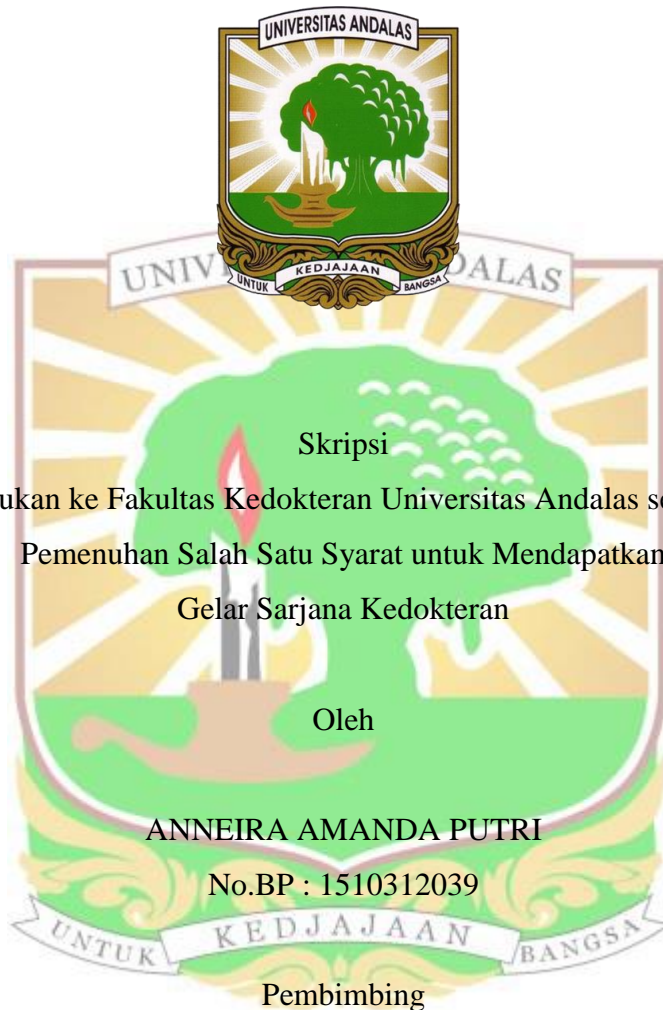 UNIVERSITAS ANDALAS
UNTUK KEDJAJAAN BANGSA
UNIV DALAS
Skripsi
ukan ke Fakultas Kedokteran Universitas Andalas se
Pemenuhan Salah Satu Syarat untuk Mendapatkan
Gelar Sarjana Kedokteran
Oleh
ANNEIRA AMANDA PUTRI
No.BP : 1510312039
UNTUK KEDJAJAAN BANGSA
Pembimbing